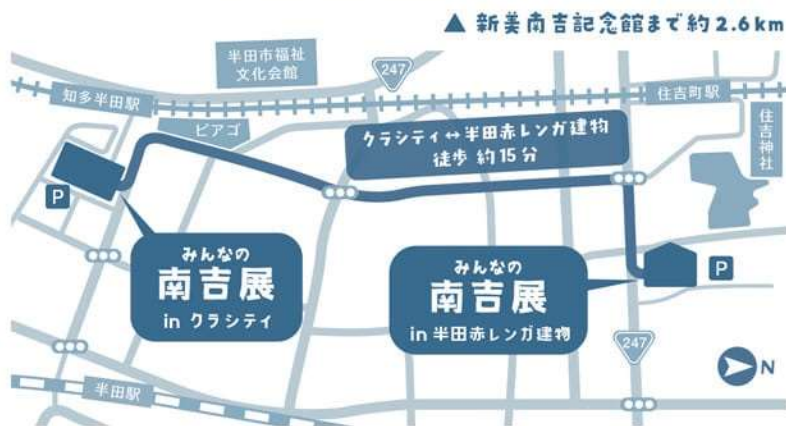 ▲ 新美南吉記念館まで約2.6km
半田市福祉
文化会館
247
知多半田駅
住吉町駅
ピアゴ
クラシティ↔半田赤レンガ建物
徒歩 約15分
住吉神社
P
みんなの
南吉展
in クラシティ
みんなの
南吉展
in 半田赤レンガ建物
P
247
N
半田駅